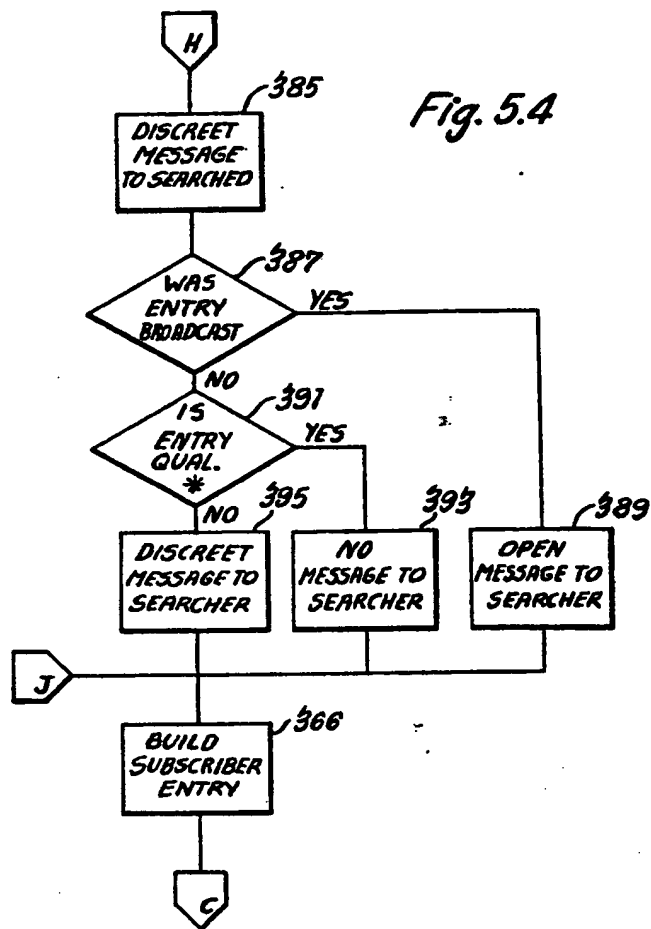 H
385
Fig. 5.4
DISCREET
MESSAGE
TO SEARCHED
387
WAS
ENTRY
BROADCAST
YES
NO
391
IS
ENTRY
QUAL.
*
YES
NO
395
393
389
DISCREET
MESSAGE TO
SEARCHER
NO
MESSAGE TO
SEARCHER
OPEN
MESSAGE TO
SEARCHER
J
366
BUILD
SUBSCRIBER
ENTRY
C